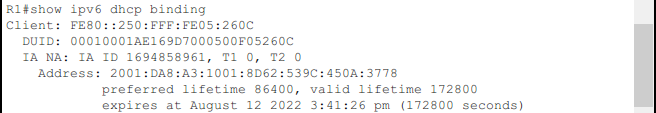 R1#show ipv6 dhcp binding
Client: FE80::250:FFF:FE05:260C
DUID: 00010001AE169D7000500F05260C
IA NA: IA ID 1694858961, T1 0, T2 0
Address: 2001:DA8:A3:1001:8D62:539C:450A:3778
preferred lifetime 86400, valid lifetime 172800
expires at August 12 2022 3:41:26 pm (172800 seconds)